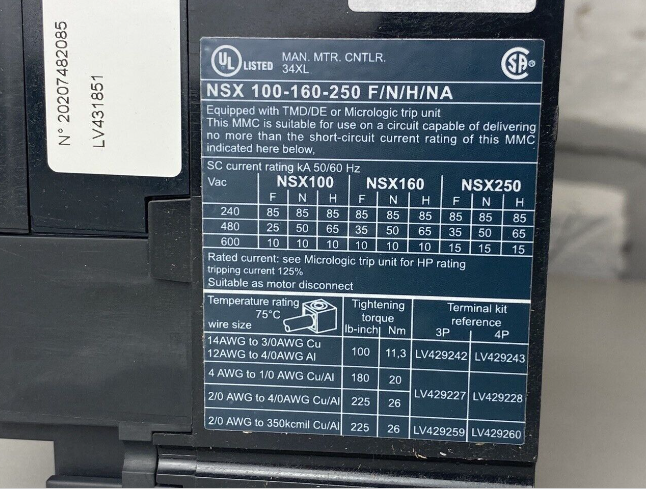 N° 20207482085
LV431851
UL LISTED MAN. MTR. CNTLR.
34XL
SA®
NSX 100-160-250 F/N/H/NA
Equipped with TMD/DE or Micrologic trip unit
This MMC is suitable for use on a circuit capable of delivering
no more than the short-circuit current rating of this MMC
indicated here below.
SC current rating kA 50/60 Hz
Vac NSX100 NSX160 NSX250
F N H F N H F N H
240 85 85 85 85 85 85 85 85 85
480 25 50 65 35 50 65 35 50 65
600 10 10 10 10 10 10 15 15 15
Rated current: see Micrologic trip unit for HP rating
tripping current 125%
Suitable as motor disconnect
Temperature rating Tightening Terminal kit
75°C torque reference
wire size lb-inch Nm 3P 4P
14AWG to 3/0AWG Cu
12AWG to 4/0AWG Al 100 11,3 LV429242 LV429243
4 AWG to 1/0 AWG Cu/Al 180 20
LV429227 LV429228
2/0 AWG to 4/0AWG Cu/Al 225 26
2/0 AWG to 350kcmil Cu/Al 225 26 LV429259 LV429260